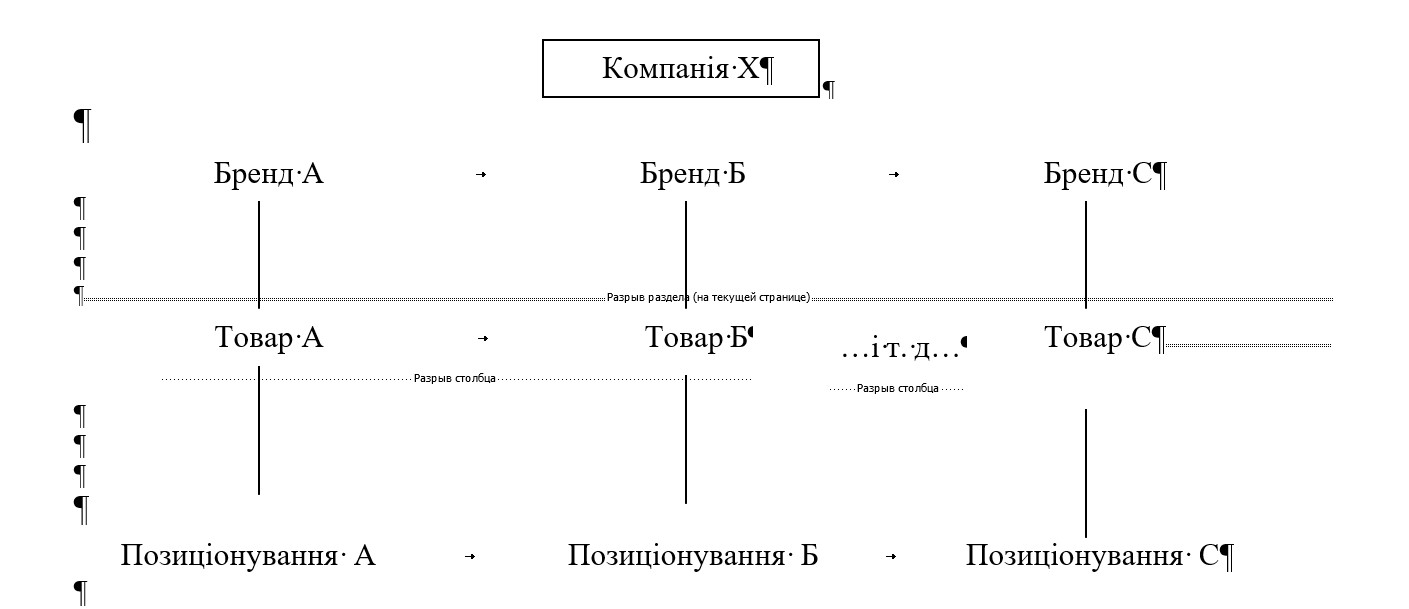 Компанія Х
Бренд А Бренд Б Бренд С
Разрыв раздела (на текущей странице)
Товар А Товар Б …і т. д… Товар С
Разрыв столбца Разрыв столбца
Позиціонування А Позиціонування Б Позиціонування С